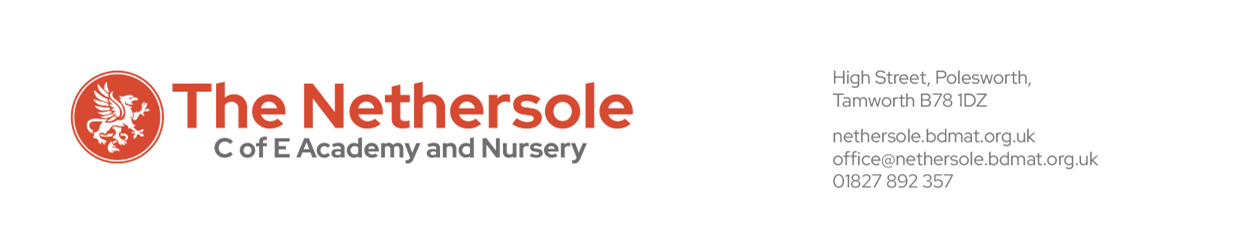 The Nethersole
C of E Academy and Nursery
High Street, Polesworth,
Tamworth B78 1DZ
nethersole.bdmat.org.uk
office@nethersole.bdmat.org.uk
01827 892 357